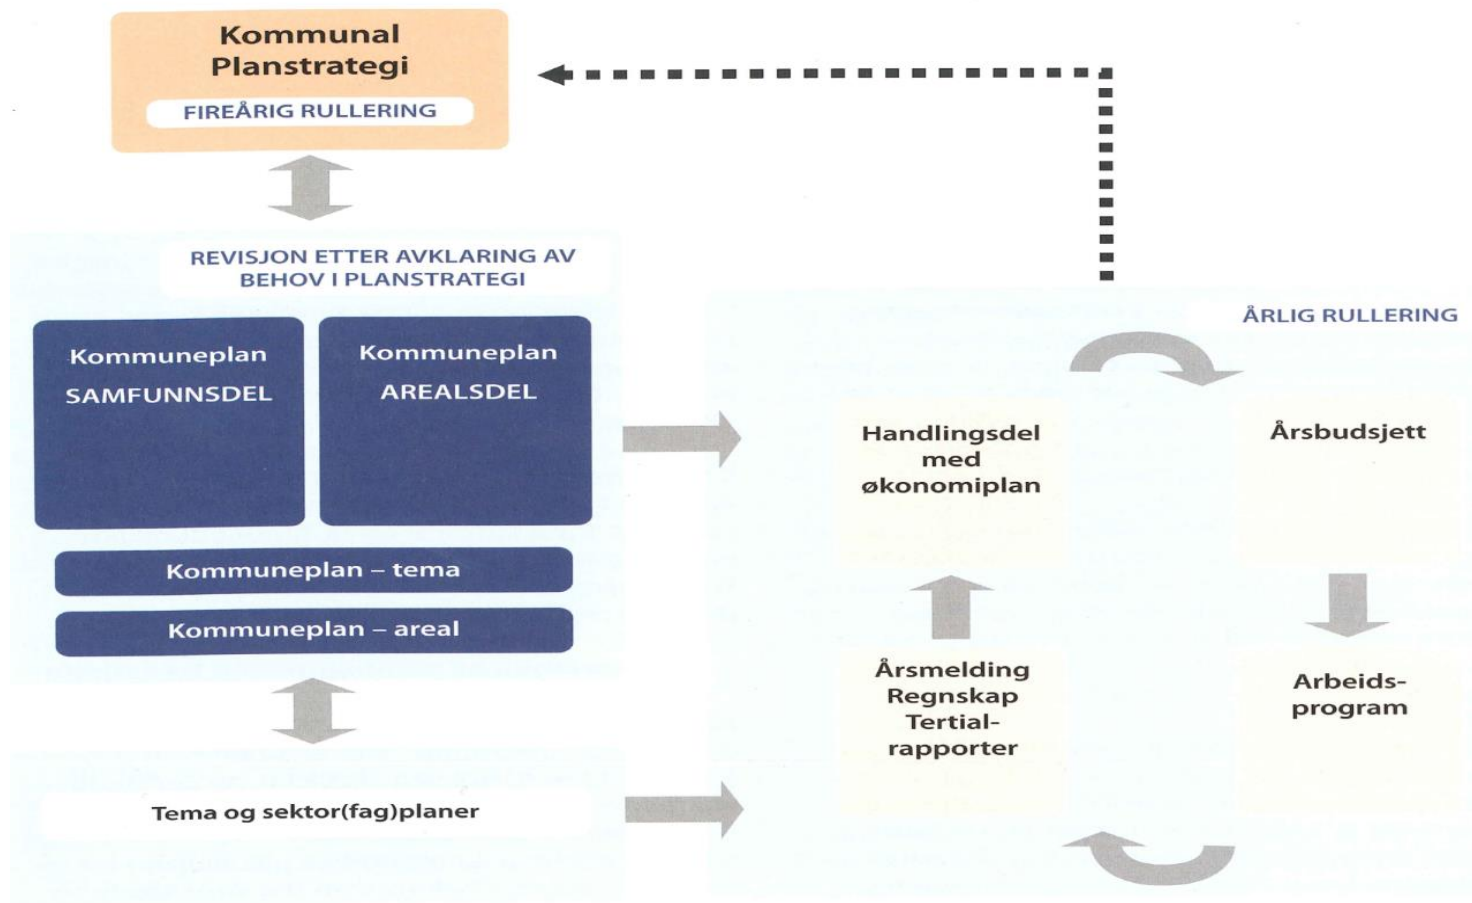 Kommunal
Planstrategi
FIREÅRIG RULLERING
REVISJON ETTER AVKLARING AV
BEHOV I PLANSTRATEGI
Kommuneplan
SAMFUNNSDEL
Kommuneplan
AREALSDEL
Kommuneplan – tema
Kommuneplan – areal
Tema og sektor(fag)planer
ÅRLIG RULLERING
Handlingsdel
med
økonomiplan
Årsbudsjett
Årsmelding
Regnskap
Tertial-
rapporter
Arbeids-
program